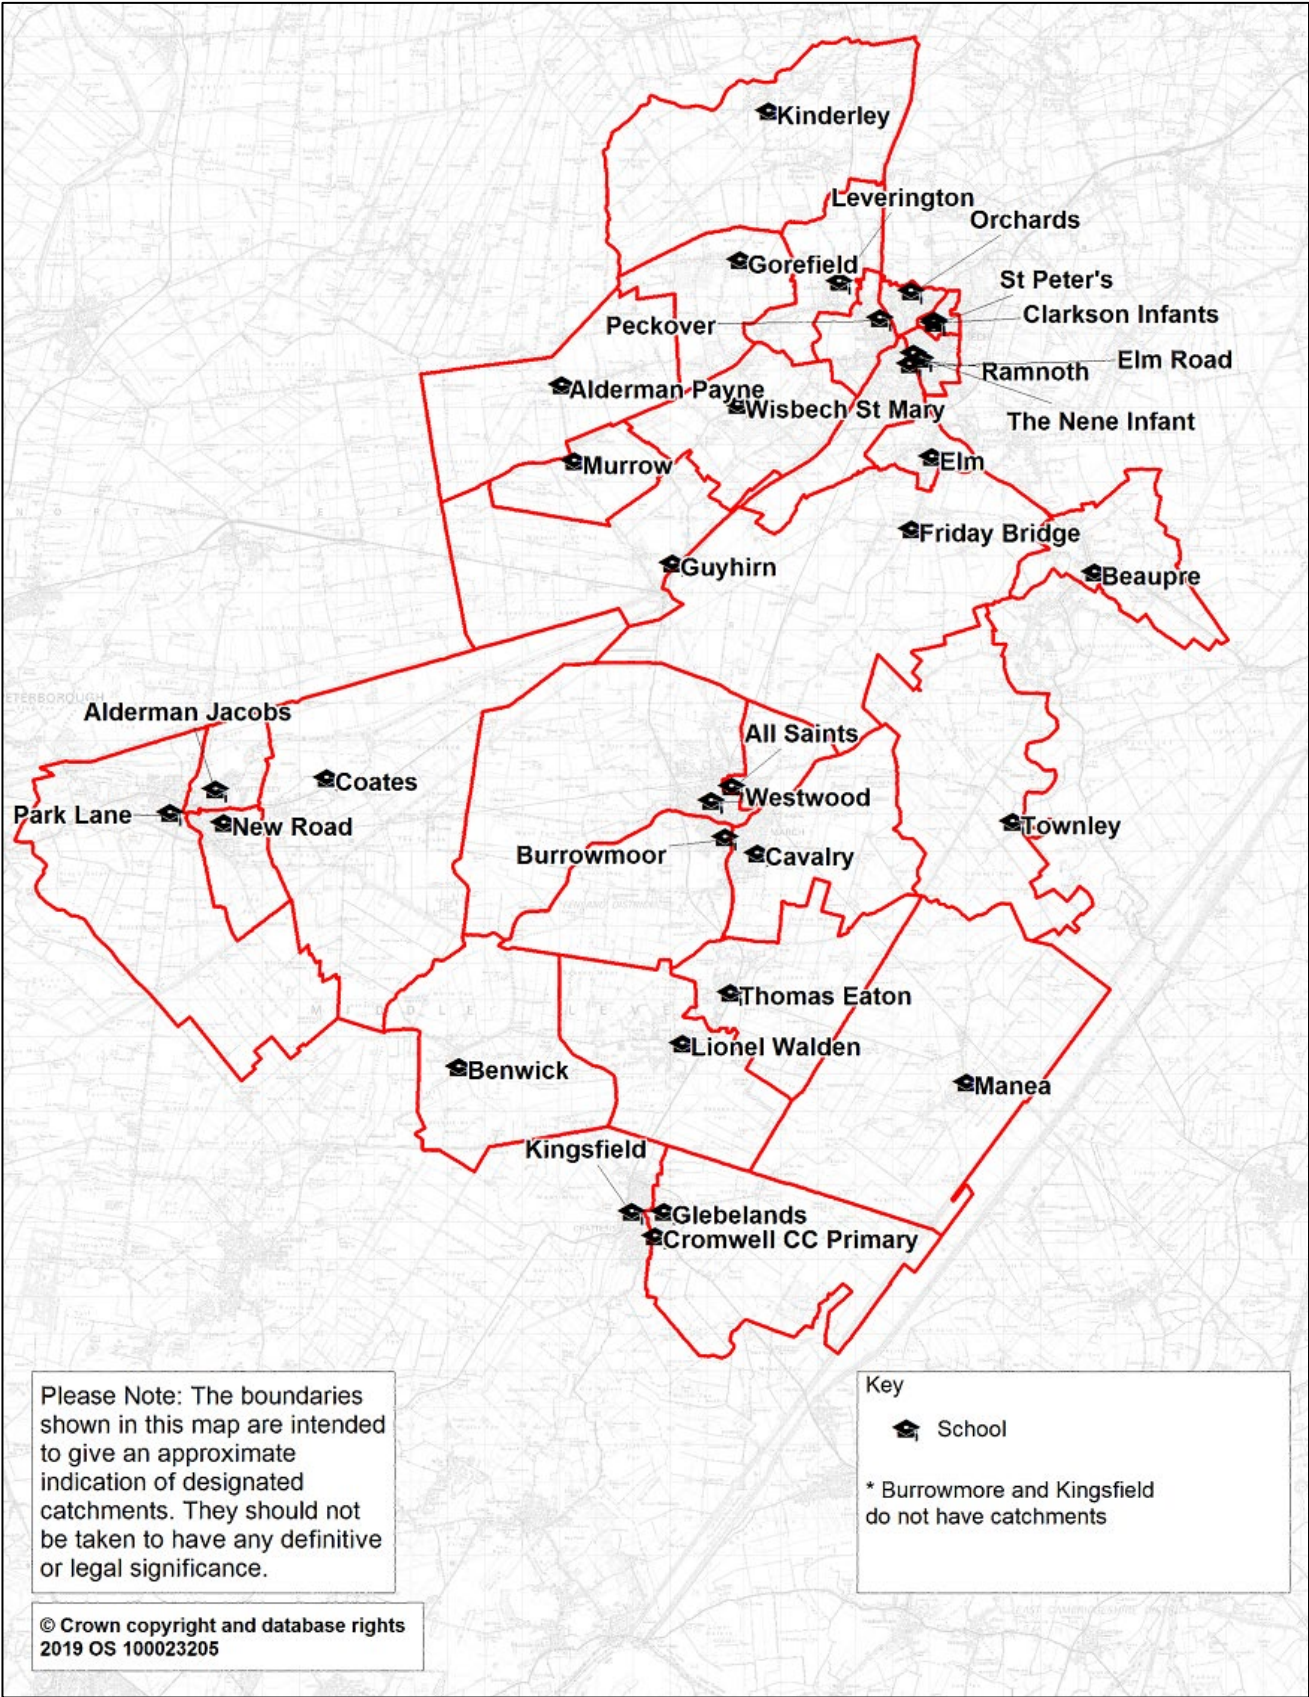 Kinderley
Leverington
Orchards
Gorefield
St Peter's
Clarkson Infants
Peckover
Elm Road
Ramnoth
Alderman Payne
Wisbech St Mary
The Nene Infant
Elm
Murrow
Friday Bridge
Guyhirn
Beaupre
Alderman Jacobs
All Saints
Coates
Westwood
Park Lane
New Road
Townley
Burrowmoor
Cavalry
Thomas Eaton
MIDDLE LEVE
Lionel Walden
Benwick
Manea
Kingsfield
Glebelands
Cromwell CC Primary
Please Note: The boundaries
shown in this map are intended
to give an approximate
indication of designated
catchments. They should not
be taken to have any definitive
or legal significance.
© Crown copyright and database rights
2019 OS 100023205
Key
School
* Burrowmore and Kingsfield
do not have catchments